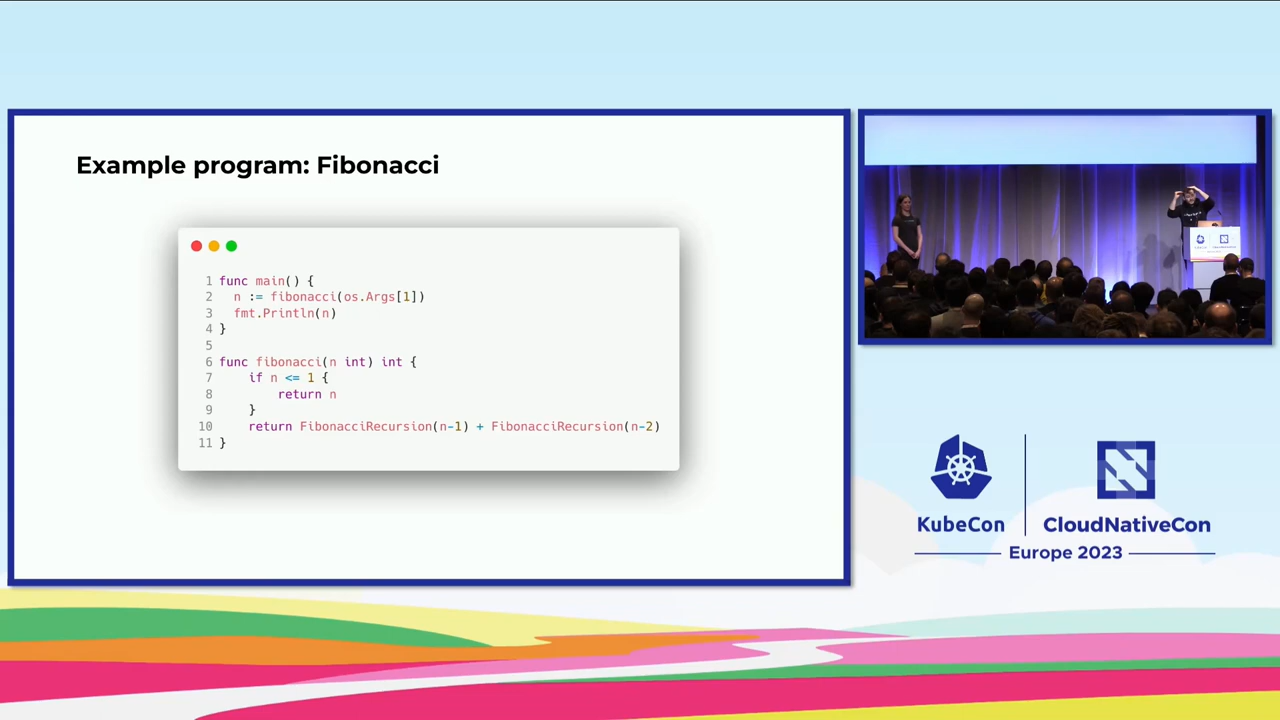 Example program: Fibonacci
1 func main() {
2 n := fibonacci(os.Args[1])
3 fmt.Println(n)
4 }
5
6 func fibonacci(n int) int {
7 if n <= 1 {
8 return n
9 }
10 return FibonacciRecursion(n-1) + FibonacciRecursion(n-2)
11 }
KubeCon
CloudNativeCon
Europe 2023